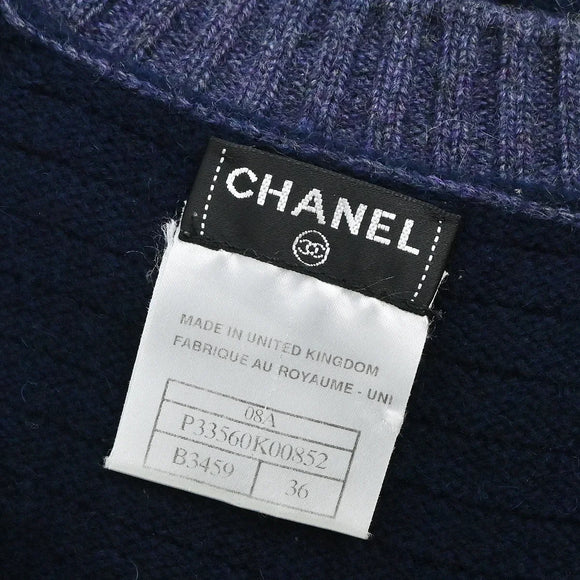 CHANEL
MADE IN UNITED KINGDOM
FABRIQUE AU ROYAUME - UNI
08A
P33560K00852
B3459 36